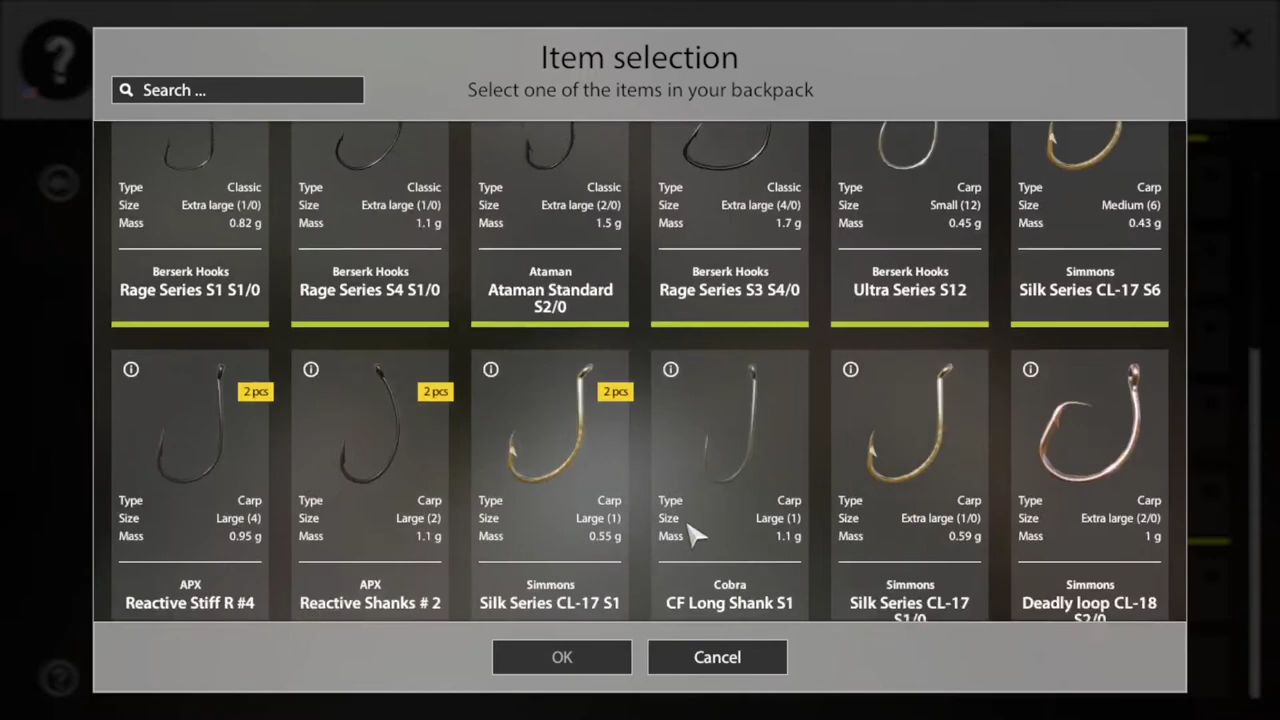 Item selection
Search ...
Select one of the items in your backpack
Type Classic
Size Extra large (1/0)
Mass 0.82 g
Berserk Hooks
Rage Series S1 S1/0
Type Classic
Size Extra large (1/0)
Mass 1.1 g
Berserk Hooks
Rage Series S4 S1/0
Type Classic
Size Extra large (2/0)
Mass 1.5 g
Ataman
Ataman Standard
S2/0
Type Classic
Size Extra large (4/0)
Mass 1.7 g
Berserk Hooks
Rage Series S3 S4/0
Type Carp
Size Small (12)
Mass 0.45 g
Berserk Hooks
Ultra Series S12
Type Carp
Size Medium (6)
Mass 0.43 g
Simmons
Silk Series CL-17 S6
2 pcs
Type Carp
Size Large (4)
Mass 0.95 g
APX
Reactive Stiff R #4
2 pcs
Type Carp
Size Large (2)
Mass 1.1 g
APX
Reactive Shanks # 2
2 pcs
Type Carp
Size Large (1)
Mass 0.55 g
Simmons
Silk Series CL-17 S1
Type Carp
Size Large (1)
Mass 1.1 g
Cobra
CF Long Shank S1
Type Carp
Size Extra large (1/0)
Mass 0.59 g
Simmons
Silk Series CL-17
S1/0
Type Carp
Size Extra large (2/0)
Mass 1 g
Simmons
Deadly loop CL-18
S2/0
OK
Cancel